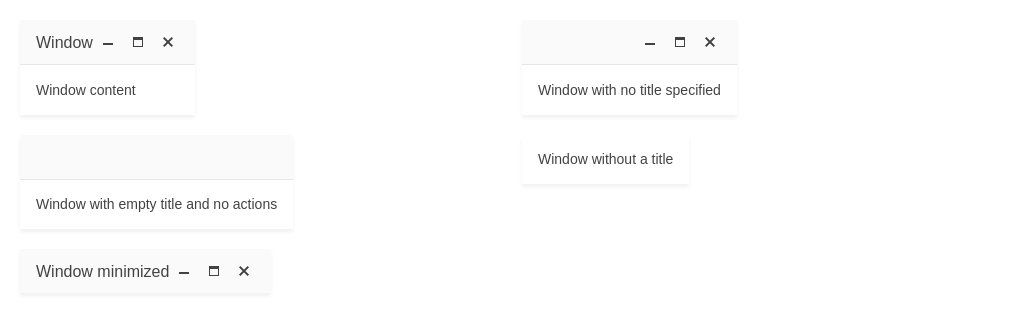 Window
Window content
Window with no title specified
Window with empty title and no actions
Window without a title
Window minimized